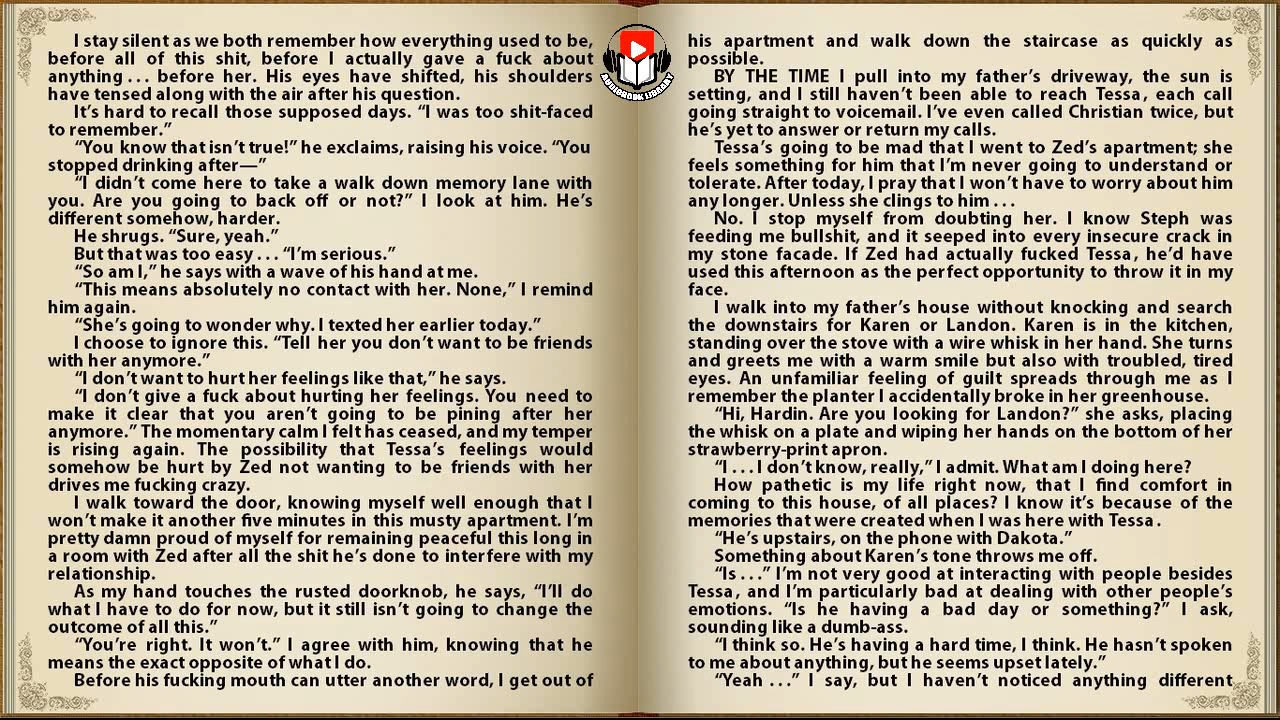 I stay silent as we both remember how everything used to be,
before all of this shit, before I actually gave a fuck about
anything . . . before her. His eyes have shifted, his shoulders
have tensed along with the air after his question.
It’s hard to recall those supposed days. “I was too shit-faced
to remember.”
“You know that isn’t true!” he exclaims, raising his voice. “You
stopped drinking after—”
“I didn’t come here to take a walk down memory lane with
you. Are you going to back off or not?” I look at him. He’s
different somehow, harder.
He shrugs. “Sure, yeah.”
But that was too easy . . . “I’m serious.”
“So am I,” he says with a wave of his hand at me.
“This means absolutely no contact with her. None,” I remind
him again.
“She’s going to wonder why. I texted her earlier today.”
I choose to ignore this. “Tell her you don’t want to be friends
with her anymore.”
“I don’t want to hurt her feelings like that,” he says.
“I don’t give a fuck about hurting her feelings. You need to
make it clear that you aren’t going to be pining after her
anymore.” The momentary calm I felt has ceased, and my temper
is rising again. The possibility that Tessa’s feelings would
somehow be hurt by Zed not wanting to be friends with her
drives me fucking crazy.
I walk toward the door, knowing myself well enough that I
won’t make it another five minutes in this musty apartment. I’m
pretty damn proud of myself for remaining peaceful this long in
a room with Zed after all the shit he’s done to interfere with my
relationship.
As my hand touches the rusted doorknob, he says, “I’ll do
what I have to do for now, but it still isn’t going to change the
outcome of all this.”
“You’re right. It won’t.” I agree with him, knowing that he
means the exact opposite of what I do.
Before his fucking mouth can utter another word, I get out of
AUDIOBOOK LIBRARY
his apartment and walk down the staircase as quickly as
possible.
BY THE TIME I pull into my father’s driveway, the sun is
setting, and I still haven’t been able to reach Tessa, each call
going straight to voicemail. I’ve even called Christian twice, but
he’s yet to answer or return my calls.
Tessa’s going to be mad that I went to Zed’s apartment; she
feels something for him that I’m never going to understand or
tolerate. After today, I pray that I won’t have to worry about him
any longer. Unless she clings to him . . .
No. I stop myself from doubting her. I know Steph was
feeding me bullshit, and it seeped into every insecure crack in
my stone facade. If Zed had actually fucked Tessa, he’d have
used this afternoon as the perfect opportunity to throw it in my
face.
I walk into my father’s house without knocking and search
the downstairs for Karen or Landon. Karen is in the kitchen,
standing over the stove with a wire whisk in her hand. She turns
and greets me with a warm smile but also with troubled, tired
eyes. An unfamiliar feeling of guilt spreads through me as I
remember the planter I accidentally broke in her greenhouse.
“Hi, Hardin. Are you looking for Landon?” she asks, placing
the whisk on a plate and wiping her hands on the bottom of her
strawberry-print apron.
“I . . . I don’t know, really,” I admit. What am I doing here?
How pathetic is my life right now, that I find comfort in
coming to this house, of all places? I know it’s because of the
memories that were created when I was here with Tessa.
“He’s upstairs, on the phone with Dakota.”
Something about Karen’s tone throws me off.
“Is . . .” I’m not very good at interacting with people besides
Tessa, and I’m particularly bad at dealing with other people’s
emotions. “Is he having a bad day or something?” I ask,
sounding like a dumb-ass.
“I think so. He’s having a hard time, I think. He hasn’t spoken
to me about anything, but he seems upset lately.”
“Yeah . . .” I say, but I haven’t noticed anything different